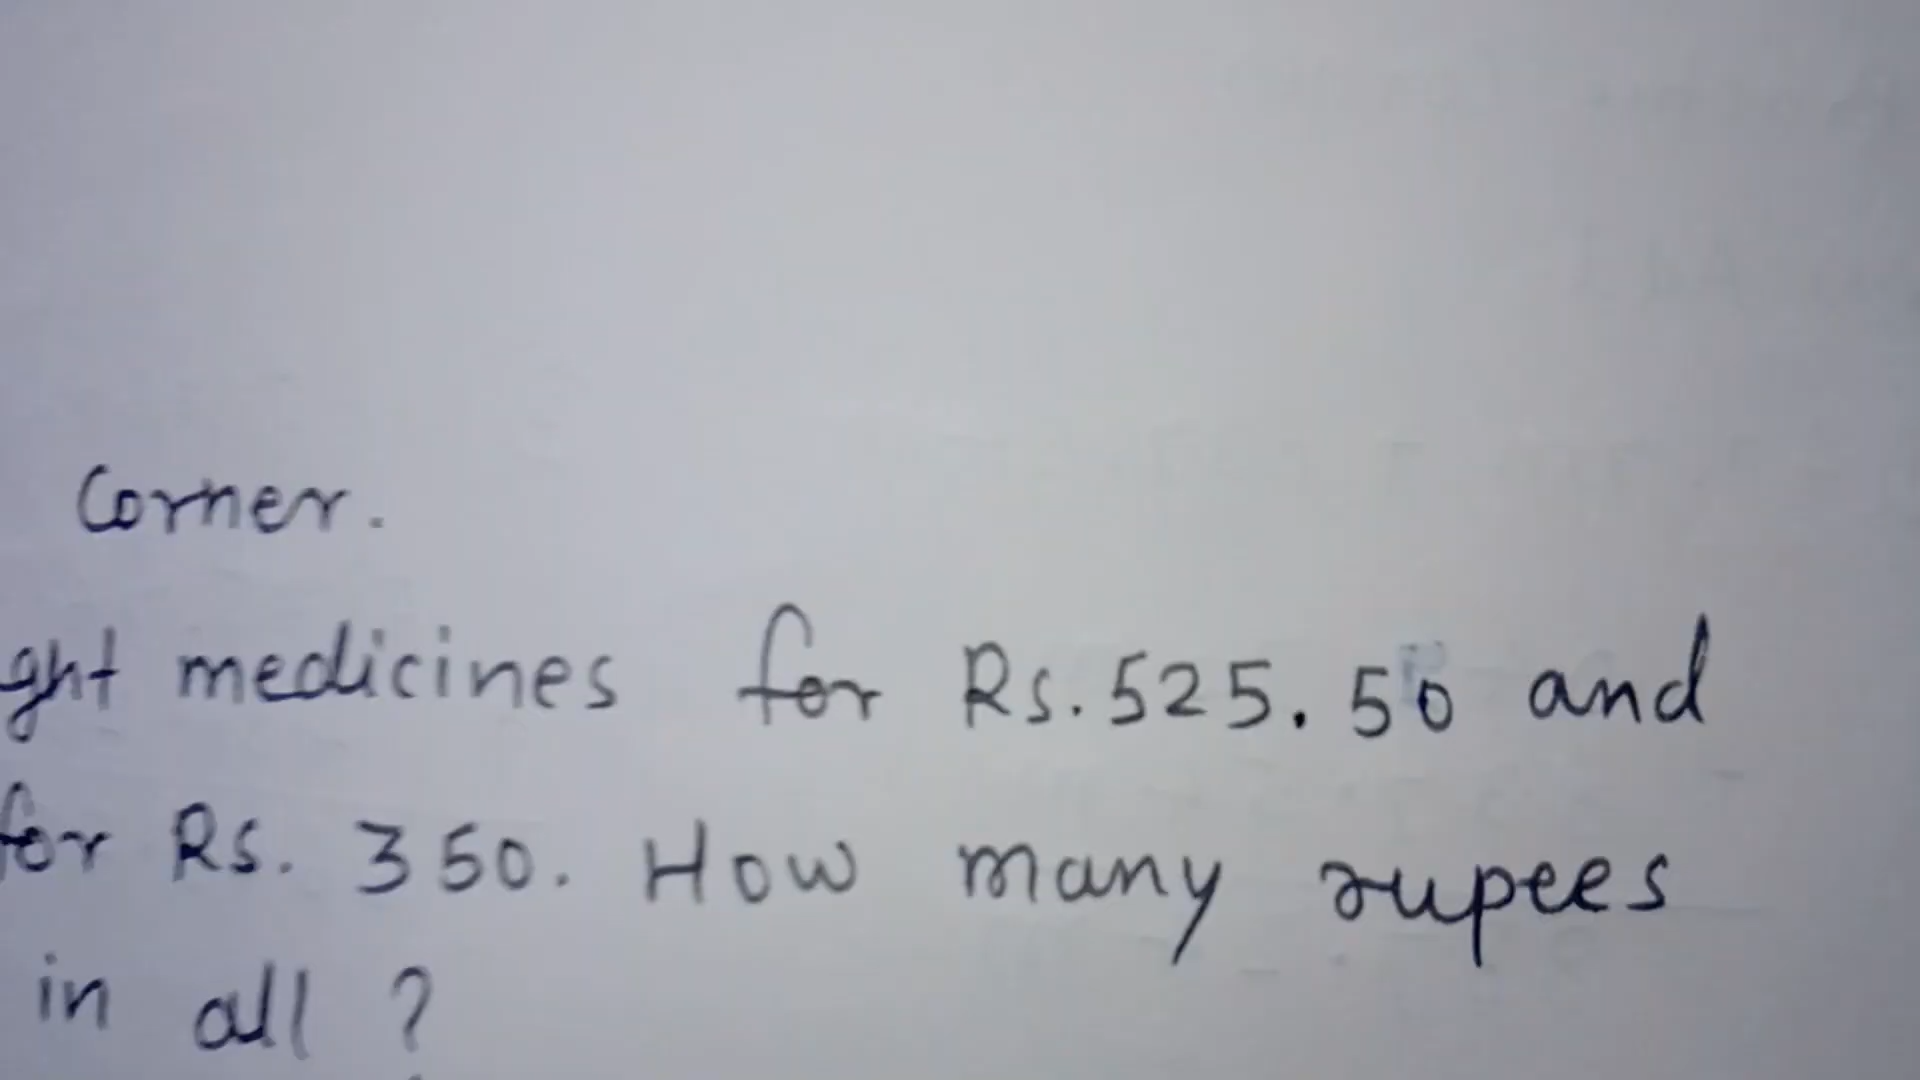 Corner.
ght medicines for Rs. 525.50 and
for Rs. 350. How many rupees
in all ?